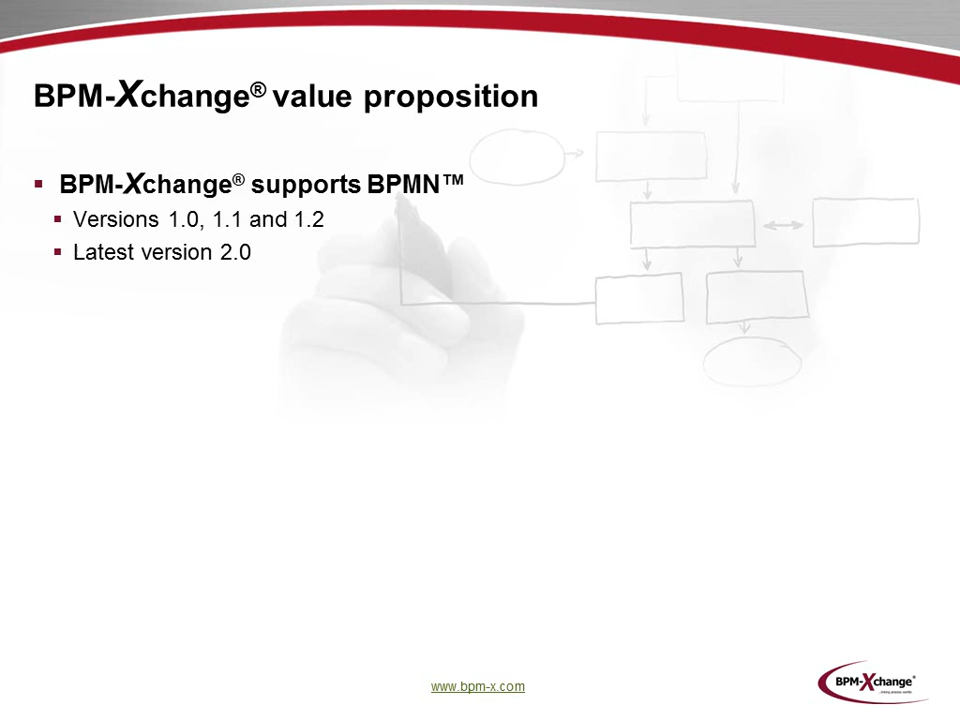 BPM-Xchange® value proposition
BPM-Xchange® supports BPMN™
Versions 1.0, 1.1 and 1.2
Latest version 2.0
www.bpm-x.com
BPM-Xchange®